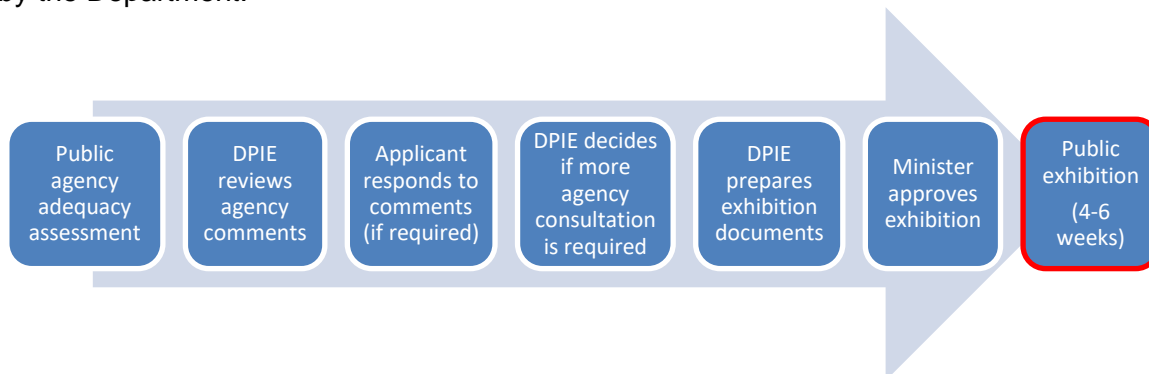 by the Department.
Public
agency
adequacy
assessment
DPIE
reviews
agency
comments
Applicant
responds to
comments
(if required)
DPIE decides
if more
agency
consultation
is required
DPIE
prepares
exhibition
documents
Minister
approves
exhibition
Public
exhibition
(4-6
weeks)